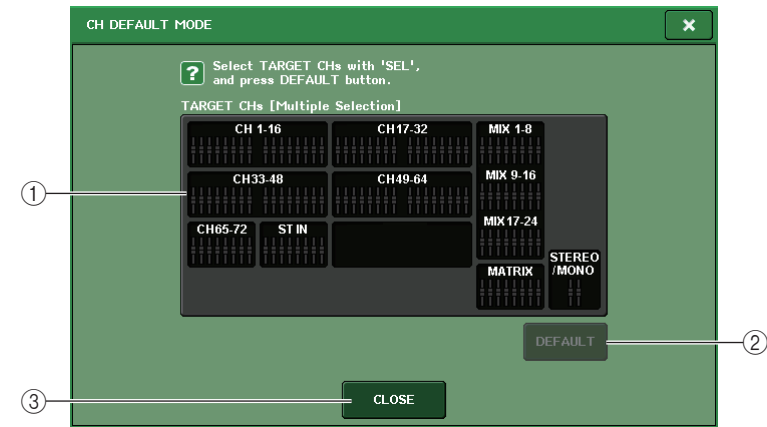 CH DEFAULT MODE
×
? Select TARGET CHs with 'SEL',
and press DEFAULT button.
TARGET CHs [Multiple Selection]
CH 1-16 CH17-32 MIX 1-8
① CH33-48 CH49-64 MIX 9-16
CH65-72 ST IN MIX17-24
STEREO
/MONO
MATRIX
DEFAULT ②
③ CLOSE